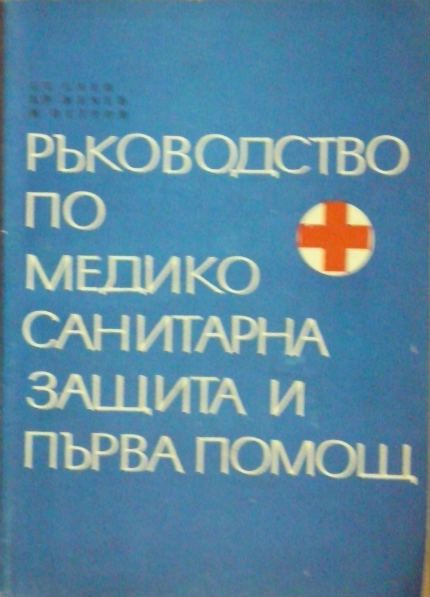 РЪКОВОДСТВО
ПО
МЕДИКО
САНИТАРНА
ЗАЩИТА И
ПЪРВА ПОМОЩ